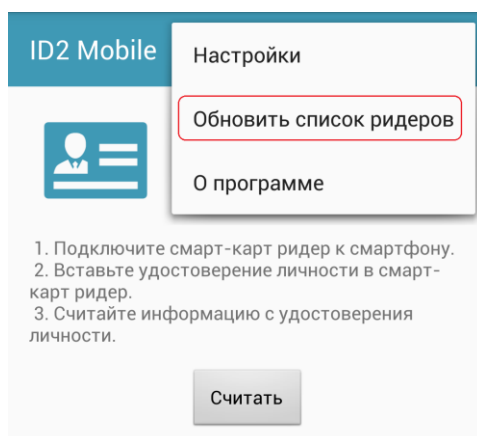 ID2 Mobile
Настройки
Обновить список ридеров
О программе
1. Подключите смарт-карт ридер к смартфону.
2. Вставьте удостоверение личности в смарт-
карт ридер.
3. Считайте информацию с удостоверения
личности.
Считать